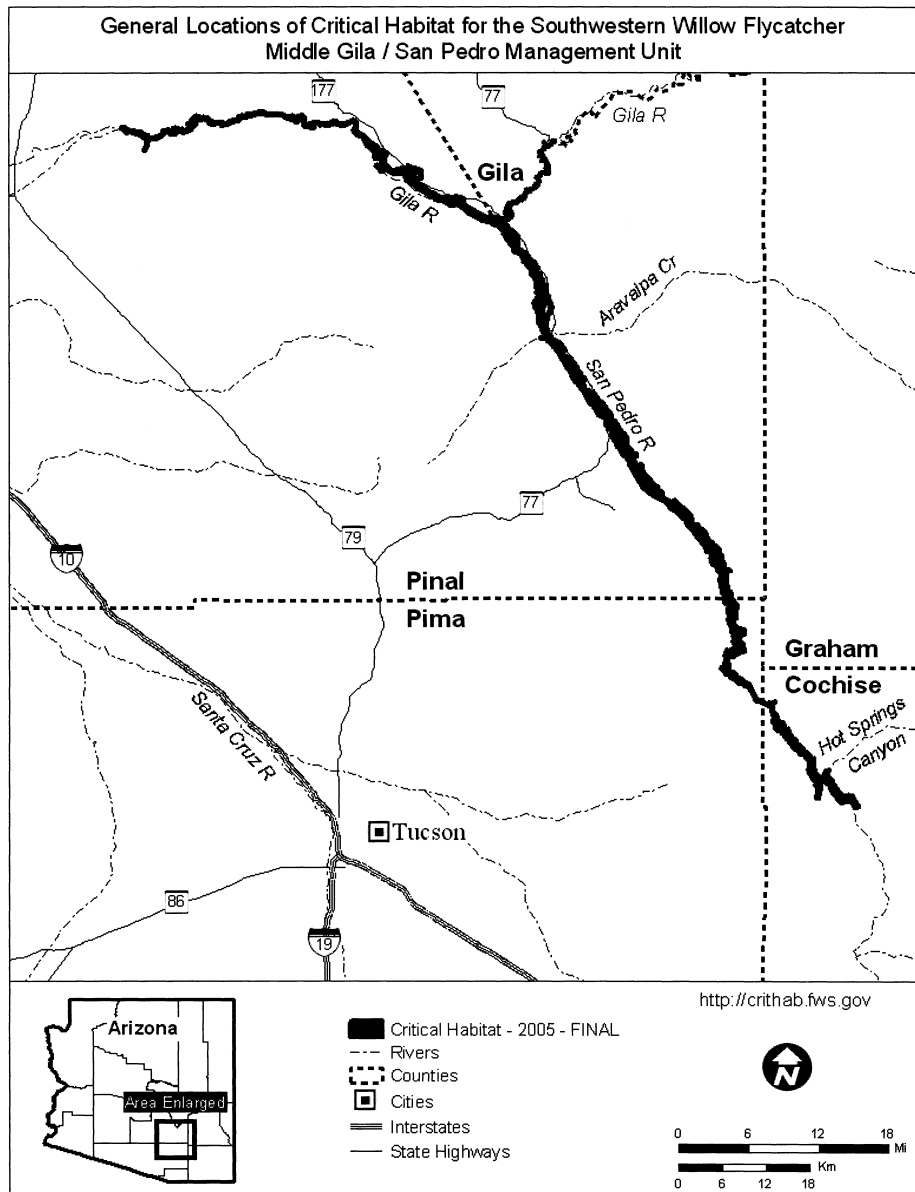 General Locations of Critical Habitat for the Southwestern Willow Flycatcher
Middle Gila / San Pedro Management Unit
177
77
Gila R
Gila
Gila R
Aravalpa Cr
San Pedro R
77
79
10
Pinal
Pima
Graham
Cochise
Santa Cruz R
Hot Springs
Canyon
Tucson
86
19
http://crithab.fws.gov
Arizona
Area Enlarged
Critical Habitat - 2005 - FINAL
Rivers
Counties
Cities
Interstates
State Highways
N
0 6 12 18
Mi
Km
0 6 12 18